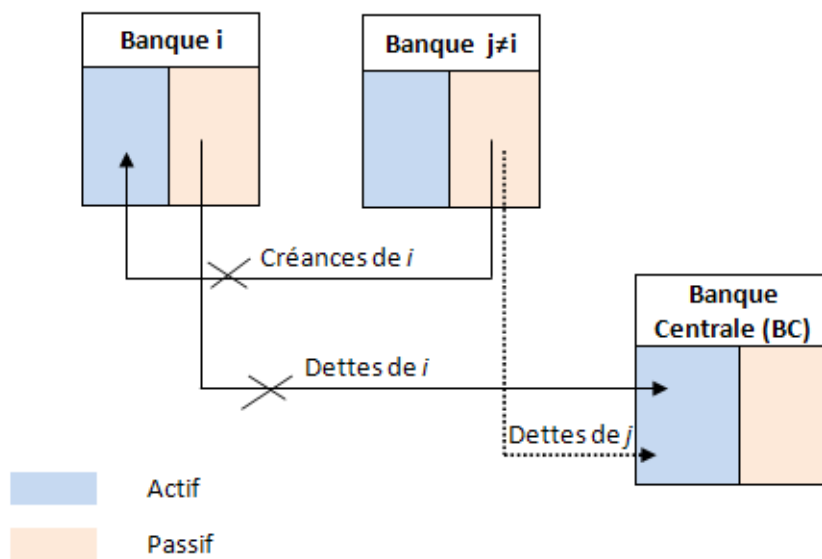 Banque i
Banque j≠i
Créances de i
Banque
Centrale (BC)
Dettes de i
Dettes de j
Actif
Passif